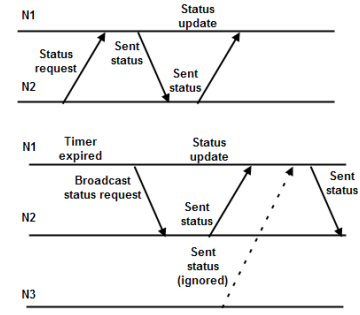 N1
Status
update
Status
request
Sent
status
Sent
status
N2
N1
Timer
expired
Status
update
Broadcast
status request
Sent
status
Sent
status
N2
Sent
status
(ignored)
N3